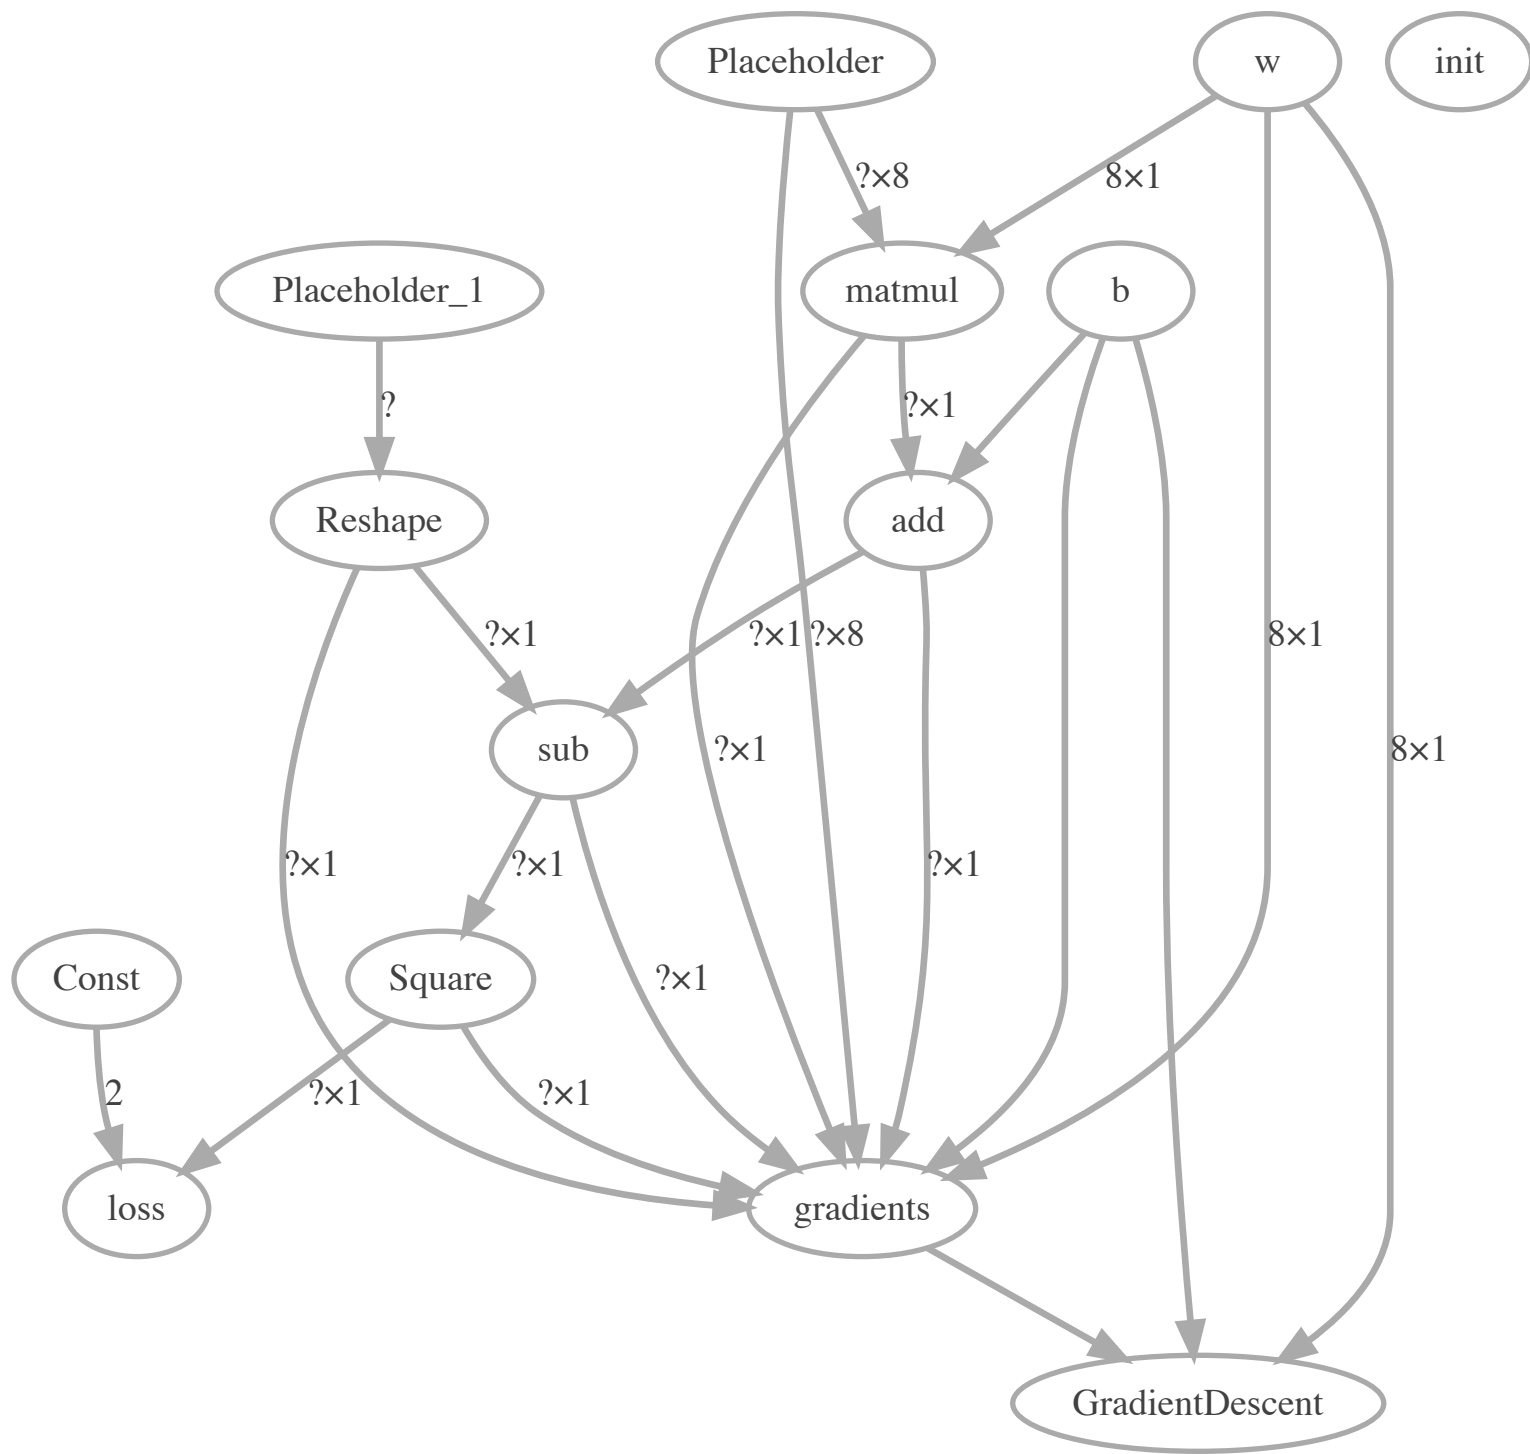 Placeholder
w
init
?×8
8×1
Placeholder_1
matmul
b
?
?×1
Reshape
add
?×1
?×1
?×8
8×1
sub
?×1
8×1
?×1
?×1
?×1
Const
Square
?×1
2
?×1
?×1
loss
gradients
GradientDescent